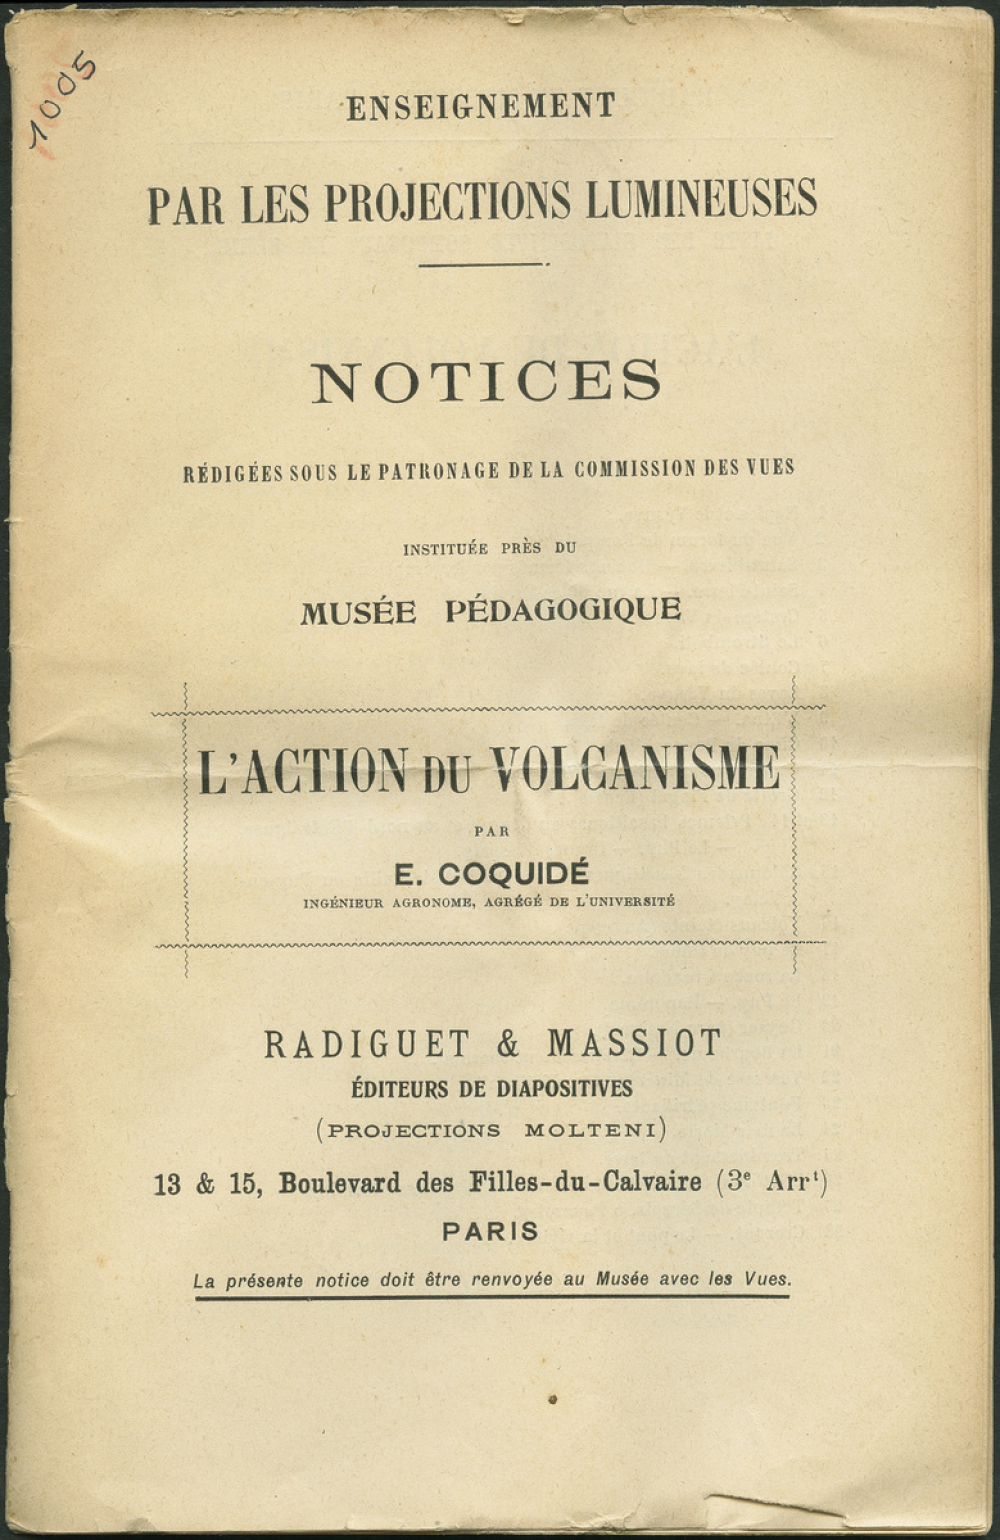 1005
ENSEIGNEMENT
PAR LES PROJECTIONS LUMINEUSES
NOTICES
RÉDIGÉES SOUS LE PATRONAGE DE LA COMMISSION DES VUES
INSTITUÉE PRÈS DU
MUSÉE PÉDAGOGIQUE
L'ACTION DU VOLCANISME
PAR
E. COQUIDÉ
INGÉNIEUR AGRONOME, AGRÉGÉ DE L'UNIVERSITÉ
RADIGUET & MASSIOT
ÉDITEURS DE DIAPOSITIVES
(PROJECTIONS MOLTENI)
13 & 15, Boulevard des Filles-du-Calvaire (3e Arrt)
PARIS
La présente notice doit être renvoyée au Musée avec les Vues.